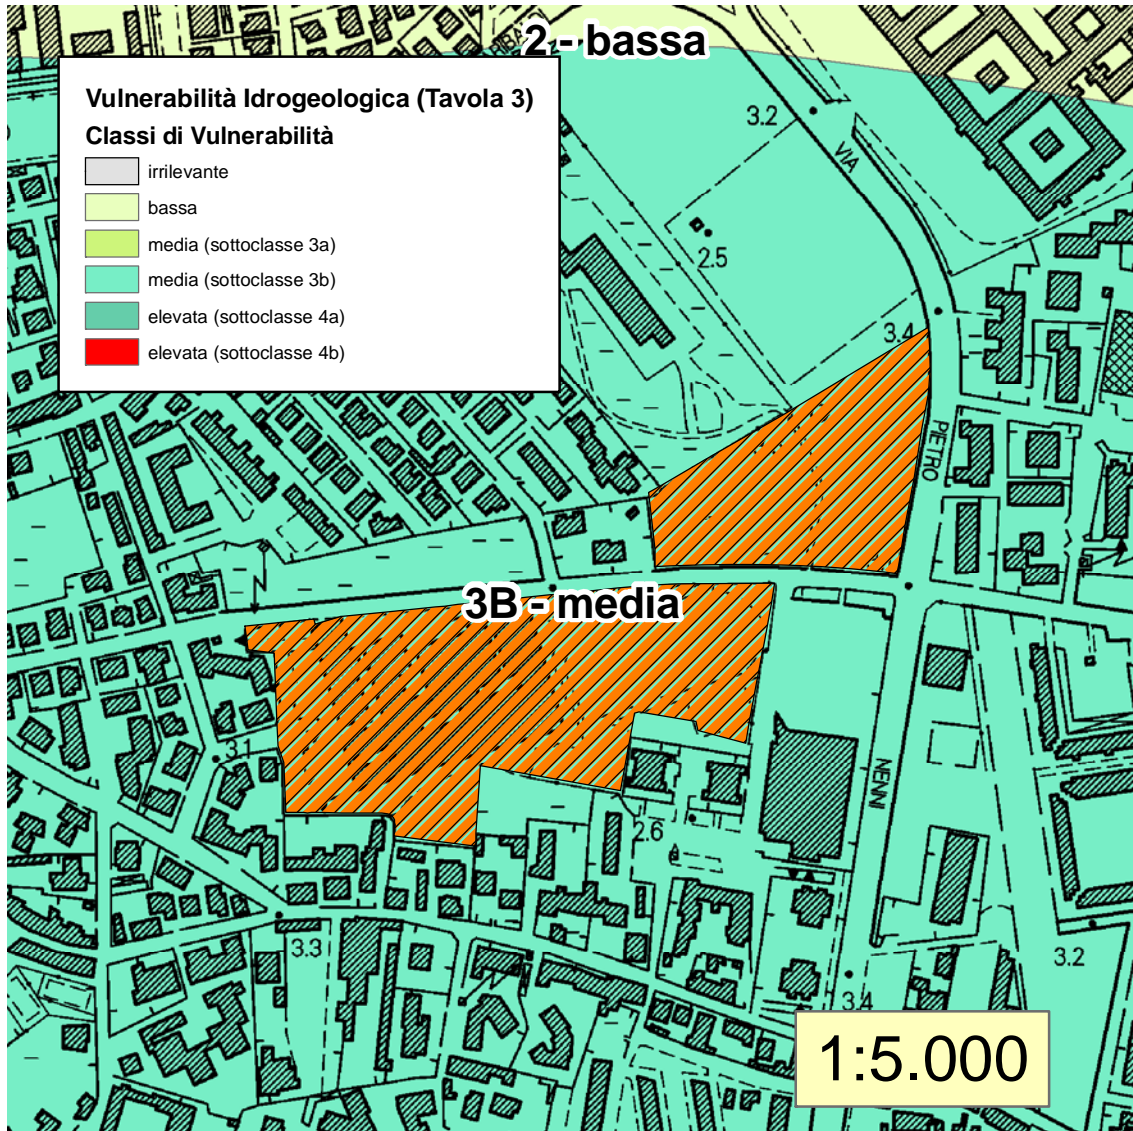 2 - bassa
Vulnerabilità Idrogeologica (Tavola 3)
Classi di Vulnerabilità
irrilevante
bassa
media (sottoclasse 3a)
media (sottoclasse 3b)
elevata (sottoclasse 4a)
elevata (sottoclasse 4b)
3.2
VIA
2.5
3.4
PIETRO
3B - media
3.1
NENNI
2.6
3.3
3.2
3.4
1:5.000